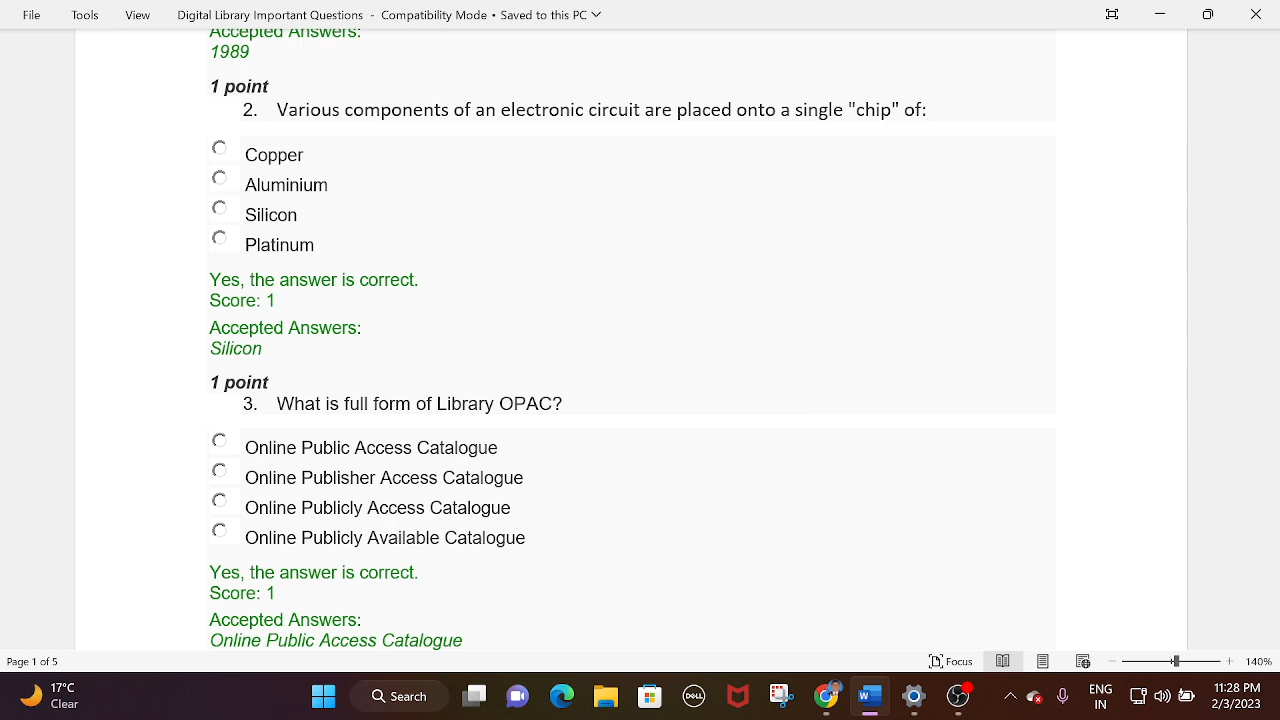 File Tools View Digital Library Important Questions - Compatibility Mode • Saved to this PC
Accepted Answers:
1989
1 point
2. Various components of an electronic circuit are placed onto a single "chip" of:
Copper
Aluminium
Silicon
Platinum
Yes, the answer is correct.
Score: 1
Accepted Answers:
Silicon
1 point
3. What is full form of Library OPAC?
Online Public Access Catalogue
Online Publisher Access Catalogue
Online Publicly Access Catalogue
Online Publicly Available Catalogue
Yes, the answer is correct.
Score: 1
Accepted Answers:
Online Public Access Catalogue
Page 1 of 5 Focus 140%
17°C
Clear
Search
DELL
ENG
IN
11:28 PM
2/3/2023